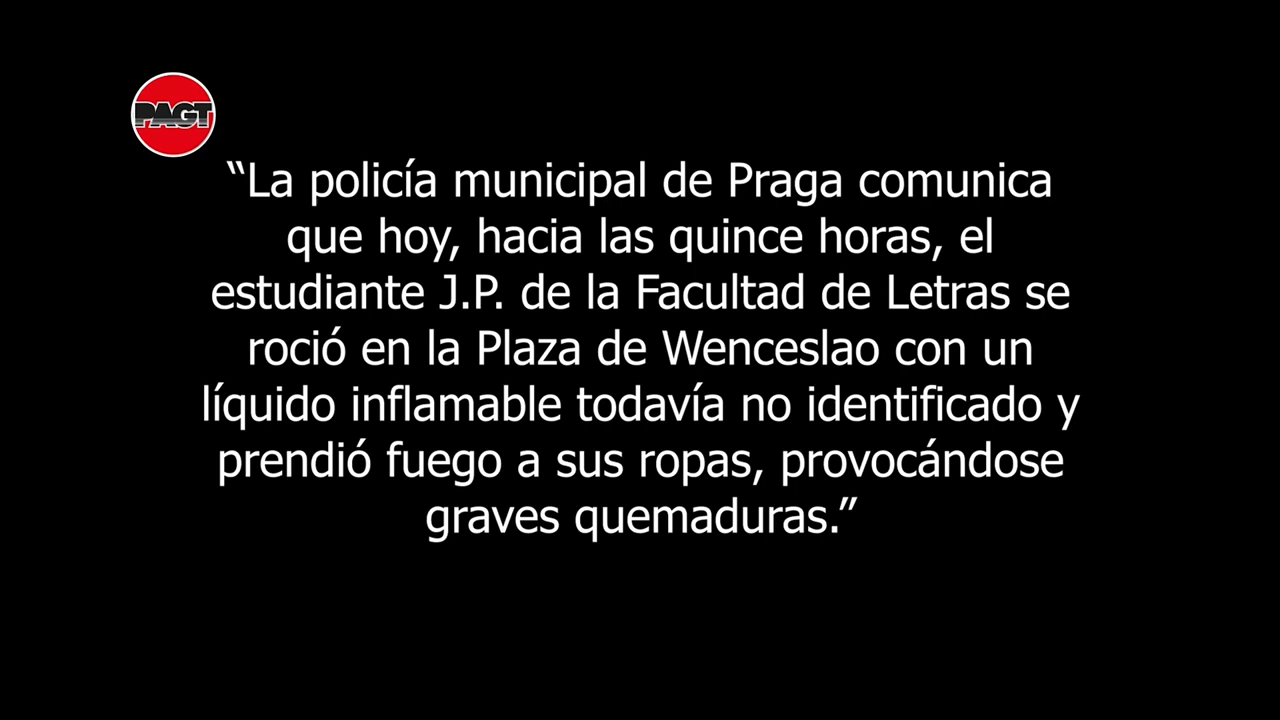 PAGT
“La policía municipal de Praga comunica
que hoy, hacia las quince horas, el
estudiante J.P. de la Facultad de Letras se
roció en la Plaza de Wenceslao con un
líquido inflamable todavía no identificado y
prendió fuego a sus ropas, provocándose
graves quemaduras.”